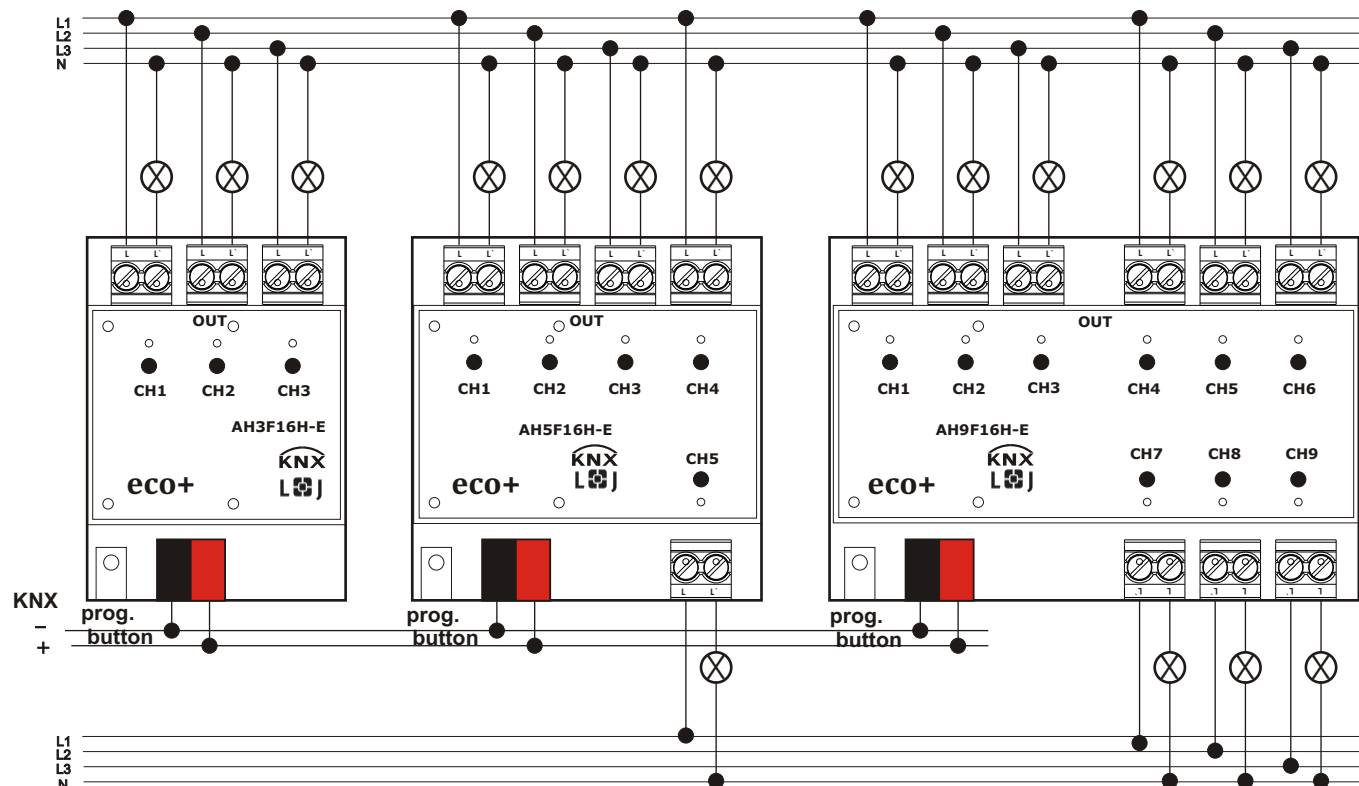 L1
L2
L3
N
L L` L L` L L`
L L` L L` L L` L L`
L L` L L` L L` L L` L L` L L`
OUT
CH1 CH2 CH3
AH3F16H-E
KNX
eco+
OUT
CH1 CH2 CH3 CH4
AH5F16H-E
KNX
CH5
eco+
OUT
CH1 CH2 CH3 CH4 CH5 CH6
AH9F16H-E
KNX
CH7 CH8 CH9
eco+
L L`
L` L L` L L` L
KNX
−
+
prog.
button
prog.
button
prog.
button
L1
L2
L3
N